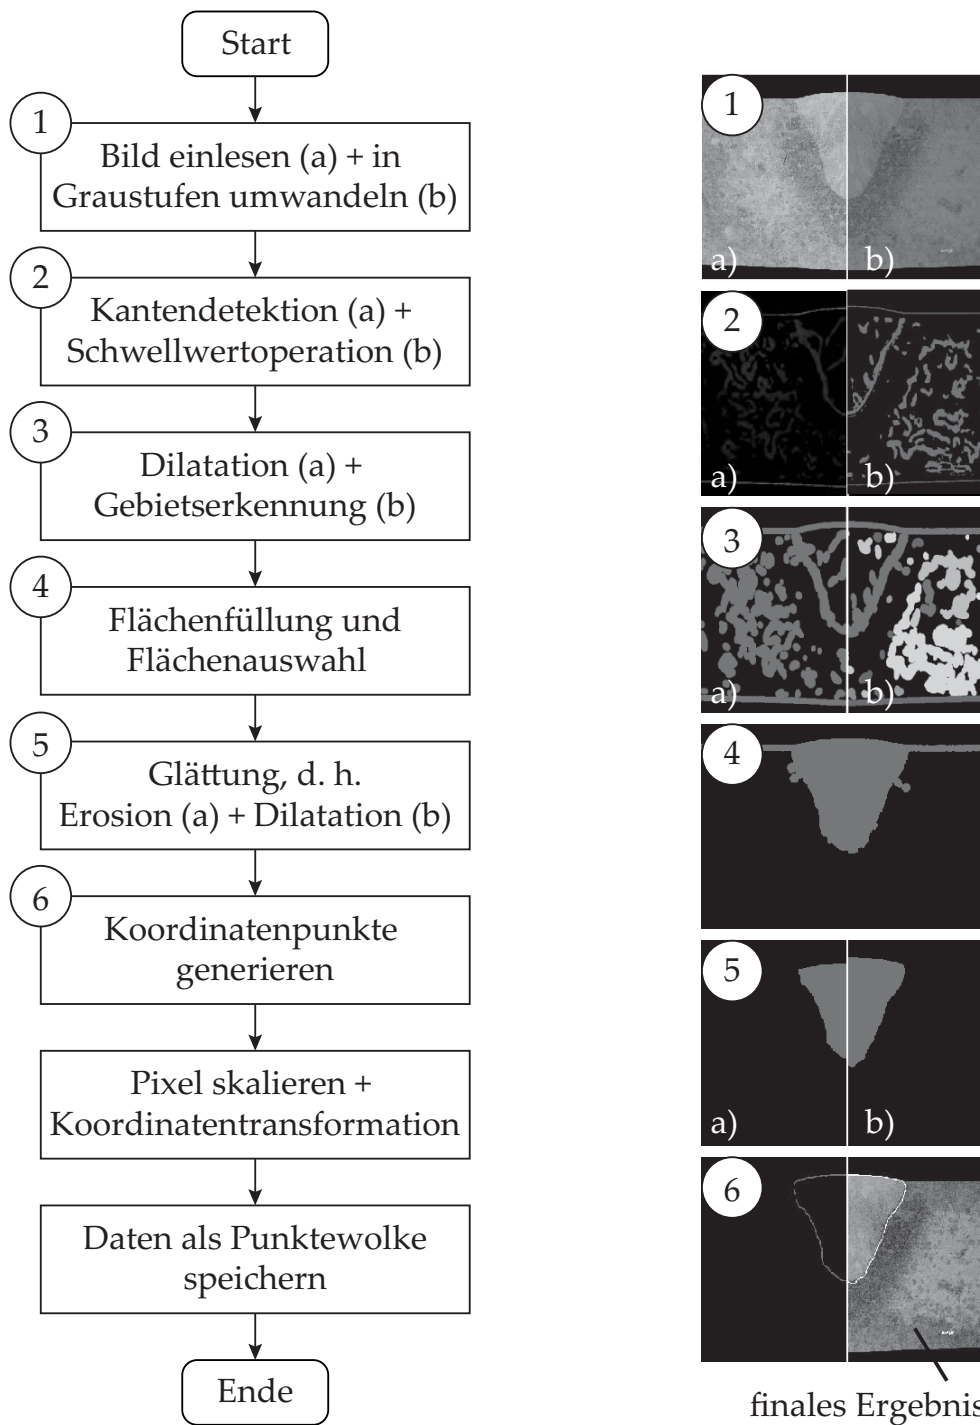 Start
1
Bild einlesen (a) + in
Graustufen umwandeln (b)
2
Kantendetektion (a) +
Schwellwertoperation (b)
3
Dilatation (a) +
Gebietserkennung (b)
4
Flächenfüllung und
Flächenauswahl
5
Glättung, d. h.
Erosion (a) + Dilatation (b)
6
Koordinatenpunkte
generieren
Pixel skalieren +
Koordinatentransformation
Daten als Punktewolke
speichern
Ende
1
a) b)
2
a) b)
3
a) b)
4
5
a) b)
6
finales Ergebnis